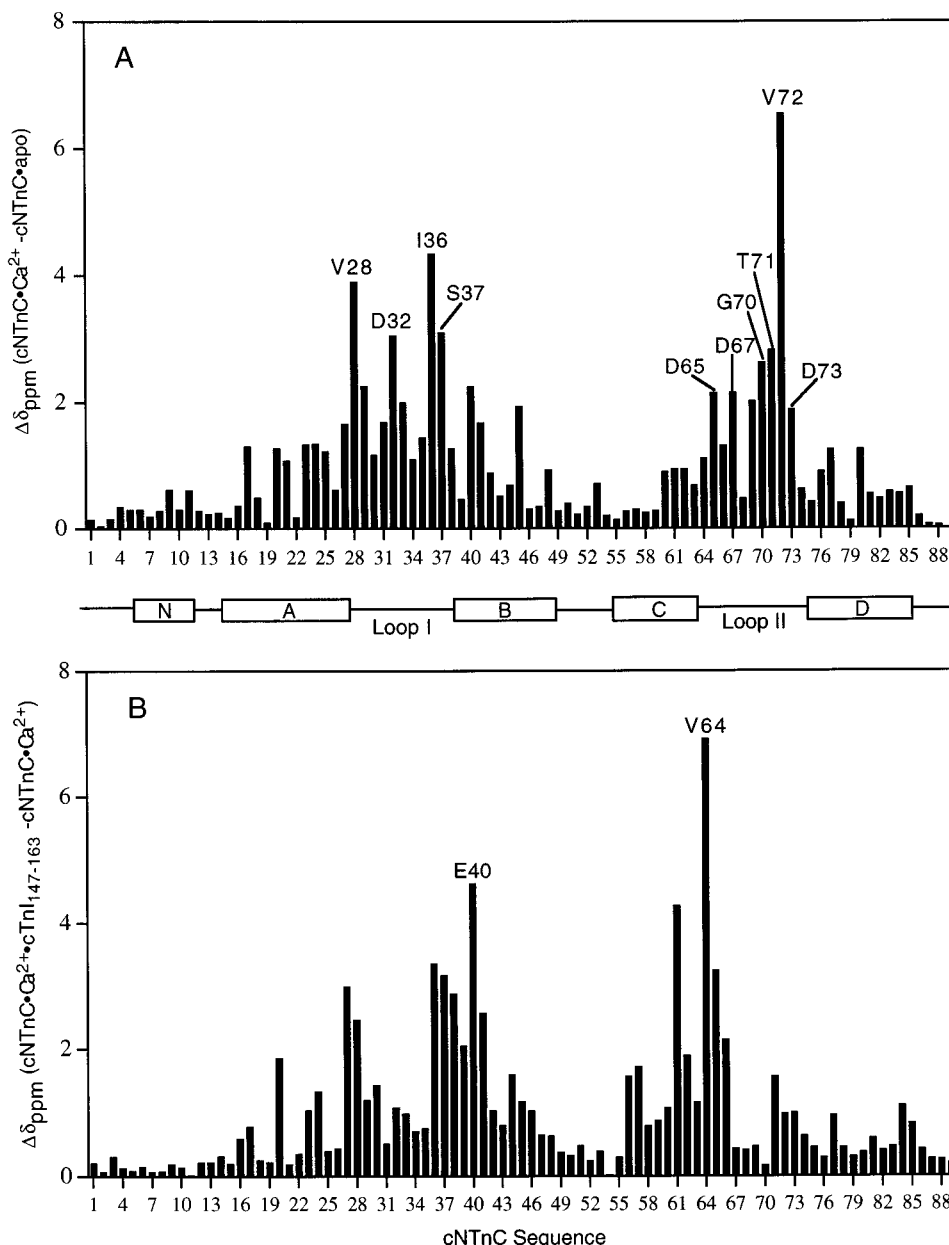 A
Δδppm (cNTnC•Ca2+ -cNTnC•apo)
8
6
4
2
0
V28
D32
I36
S37
D65
D67
G70
T71
V72
D73
1 4 7 10 13 16 19 22 25 28 31 34 37 40 43 46 49 52 55 58 61 64 67 70 73 76 79 82 85 88
N A Loop I B C Loop II D
B
Δδppm (cNTnC•Ca2+•cTnI147-163 -cNTnC•Ca2+)
8
6
4
2
0
E40
V64
1 4 7 10 13 16 19 22 25 28 31 34 37 40 43 46 49 52 55 58 61 64 67 70 73 76 79 82 85 88
cNTnC Sequence